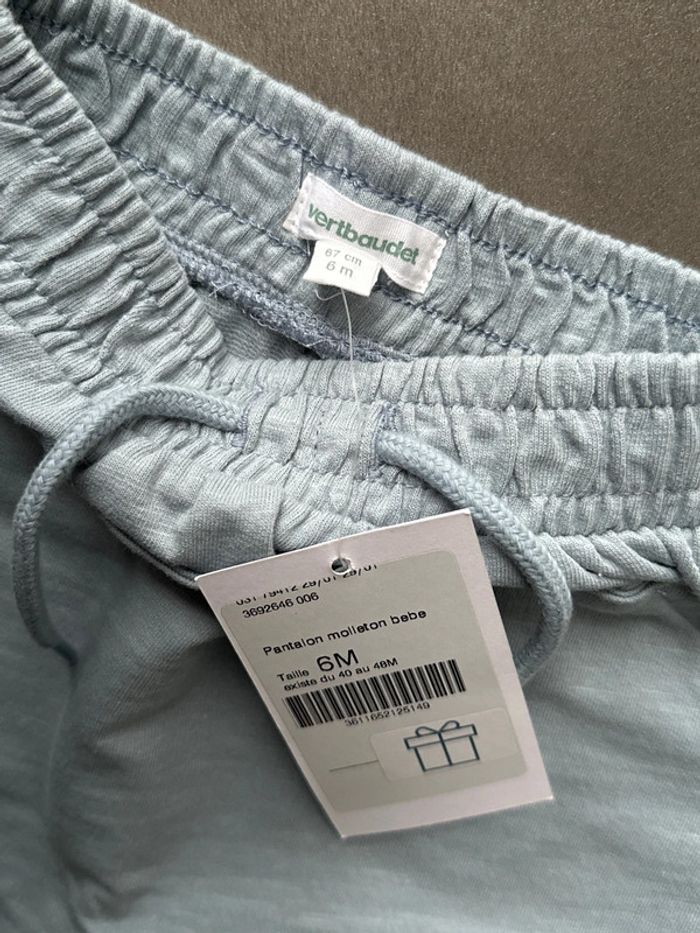 vertbaudet
67 cm
6 m
3692646 006
Pantalon molleton bebe
Taille 6M
existe du 40 au 48M
3611652125149